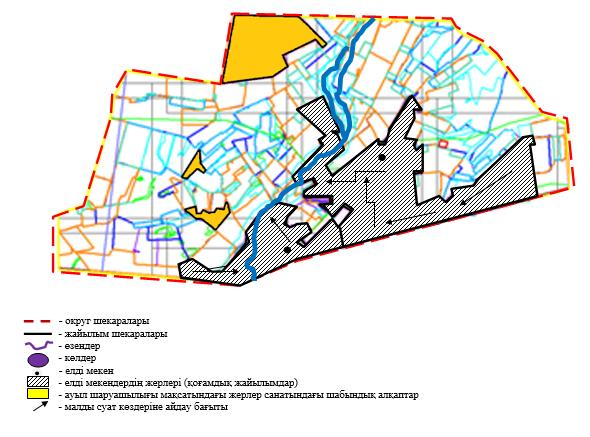 - округ шекаралары
- жайылым шекаралары
- өзендер
- көлдер
- елді мекен
- елді мекендердің жерлері (қоғамдық жайылымдар)
- ауыл шаруашылығы мақсатындағы жерлер санатындағы шабындық алқаптар
- малды суат көздеріне айдау бағыты